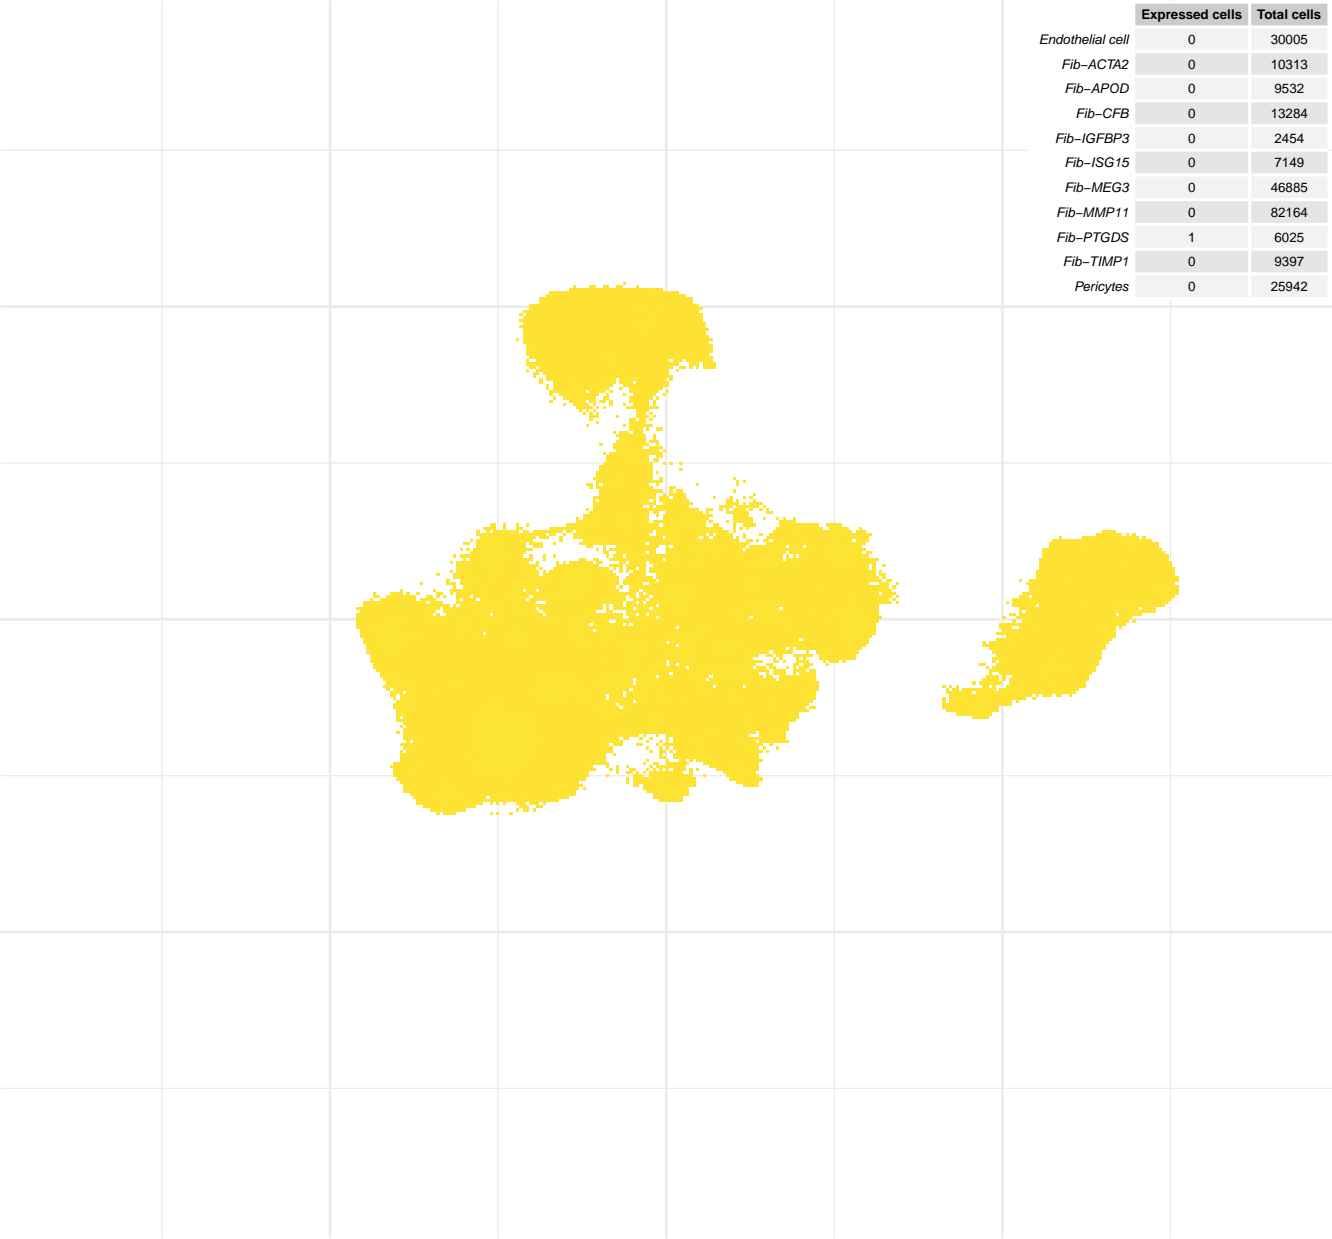 Expressed cells Total cells
Endothelial cell 0 30005
Fib−ACTA2 0 10313
Fib−APOD 0 9532
Fib−CFB 0 13284
Fib−IGFBP3 0 2454
Fib−ISG15 0 7149
Fib−MEG3 0 46885
Fib−MMP11 0 82164
Fib−PTGDS 1 6025
Fib−TIMP1 0 9397
Pericytes 0 25942